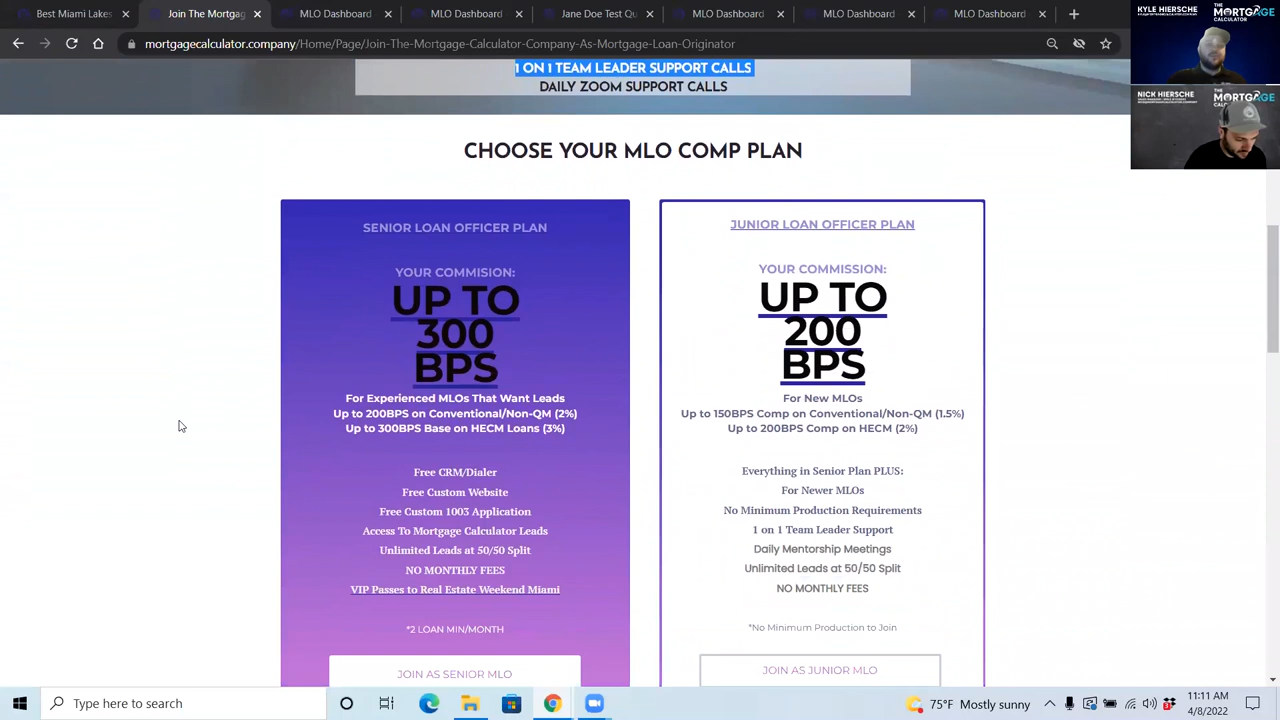 Best Miami Lakes
Join The Mortgag
MLO Dashboard
Jane Test Qu
MLO Dashboard
MLO Dashboard
mortgagecalculator.company/Home/Page/Join-The-Mortgage-Calculator-Company-As-Mortgage-Loan-Originator
KYLE HIERSCHE
THE MORTGAGE CALCULATOR
NICK HIERSCHE
THE MORTGAGE
1 ON 1 TEAM LEADER SUPPORT CALLS
DAILY ZOOM SUPPORT CALLS
CHOOSE YOUR MLO COMP PLAN
SENIOR LOAN OFFICER PLAN
YOUR COMMISION:
UP TO
300
BPS
For Experienced MLOs That Want Leads
Up to 200BPS on Conventional/Non-QM (2%)
Up to 300BPS Base on HECM Loans (3%)
Free CRM/Dialer
Free Custom Website
Free Custom 1003 Application
Access To Mortgage Calculator Leads
Unlimited Leads at 50/50 Split
NO MONTHLY FEES
VIP Passes to Real Estate Weekend Miami
*2 LOAN MIN/MONTH
JOIN AS SENIOR MLO
JUNIOR LOAN OFFICER PLAN
YOUR COMMISSION:
UP TO
200
BPS
For New MLOs
Up to 150BPS Comp on Conventional/Non-QM (1.5%)
Up to 200BPS Comp on HECM (2%)
Everything in Senior Plan PLUS:
For Newer MLOs
No Minimum Production Requirements
1 on 1 Team Leader Support
Daily Mentorship Meetings
Unlimited Leads at 50/50 Split
NO MONTHLY FEES
*No Minimum Production to Join
JOIN AS JUNIOR MLO
Type here to search
75°F Mostly sunny
11:11 AM
4/8/2022